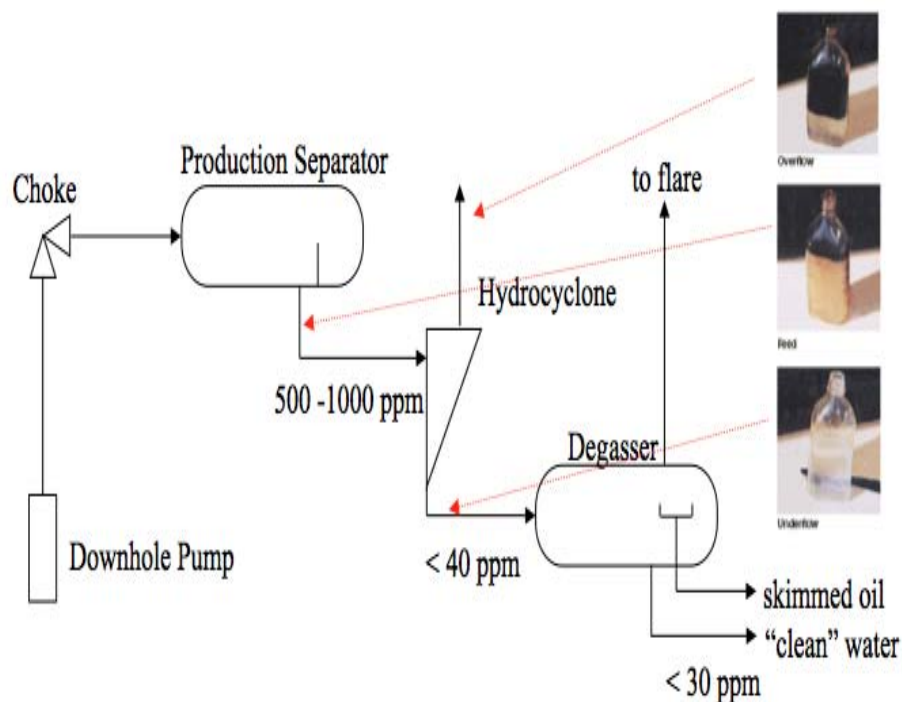 Choke
Production Separator
to flare
Overflow
Hydrocyclone
Feed
500 -1000 ppm
Degasser
Underflow
Downhole Pump
< 40 ppm
skimmed oil
“clean” water
< 30 ppm